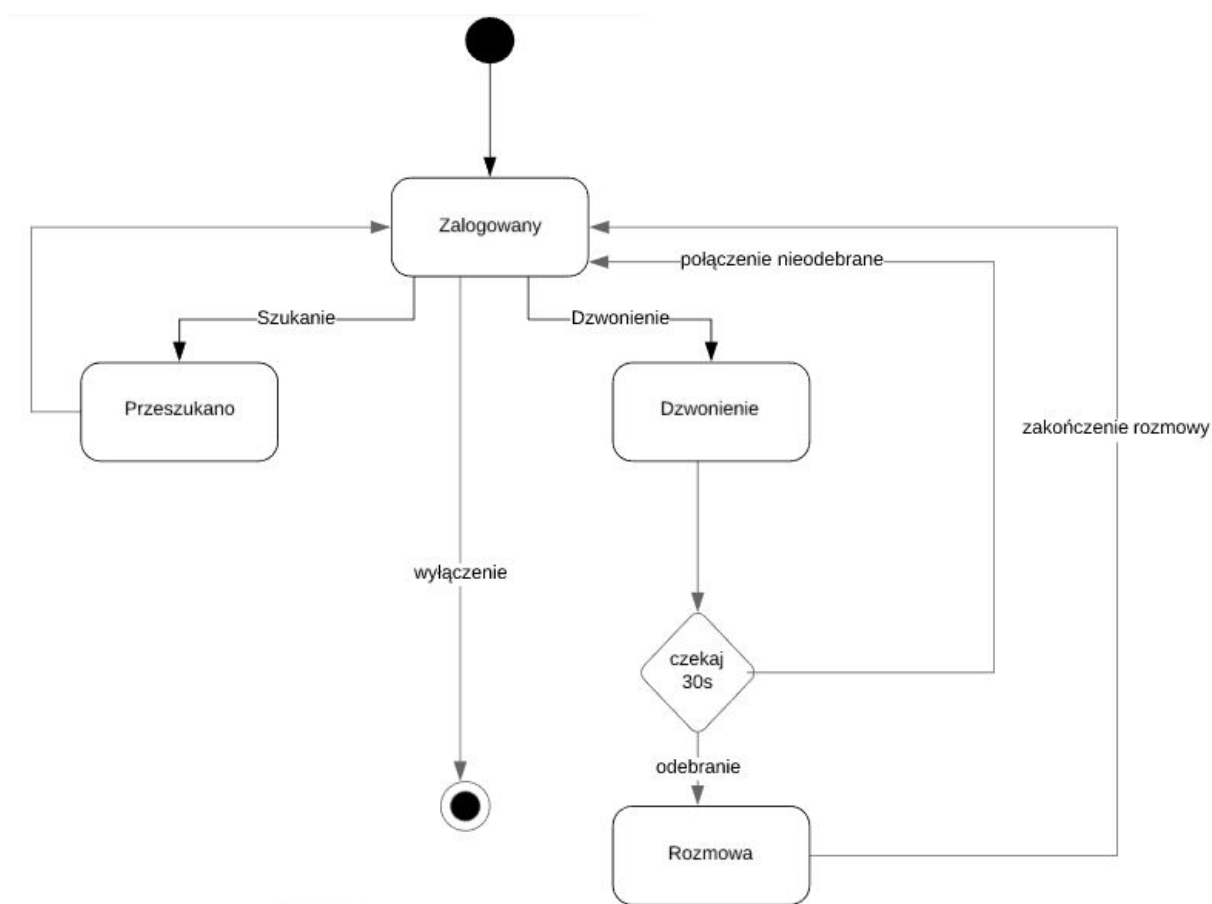 Zalogowany
połączenie nieodebrane
Szukanie
Dzwonienie
Przeszukano
Dzwonienie
zakończenie rozmowy
wyłączenie
czekaj
30s
odebranie
Rozmowa